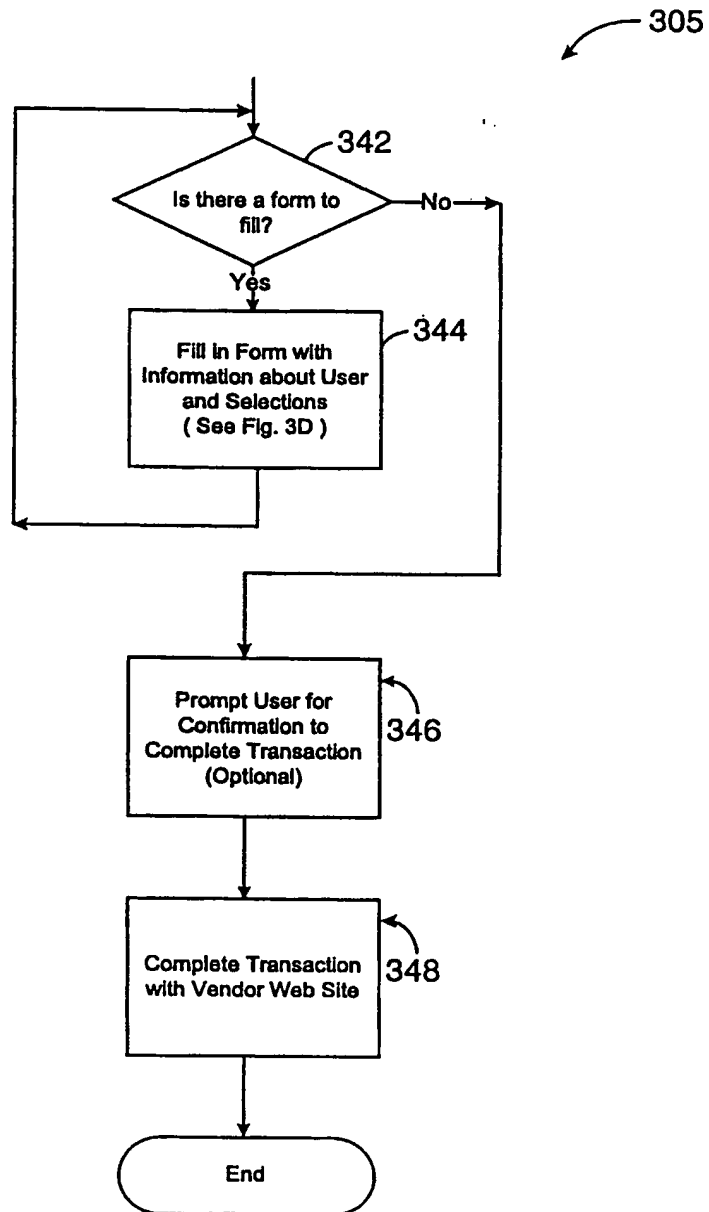 305
342
Is there a form to
fill?
No
Yes
344
Fill in Form with
Information about User
and Selections
( See Fig. 3D )
Prompt User for
Confirmation to
Complete Transaction
(Optional)
346
Complete Transaction
with Vendor Web Site
348
End